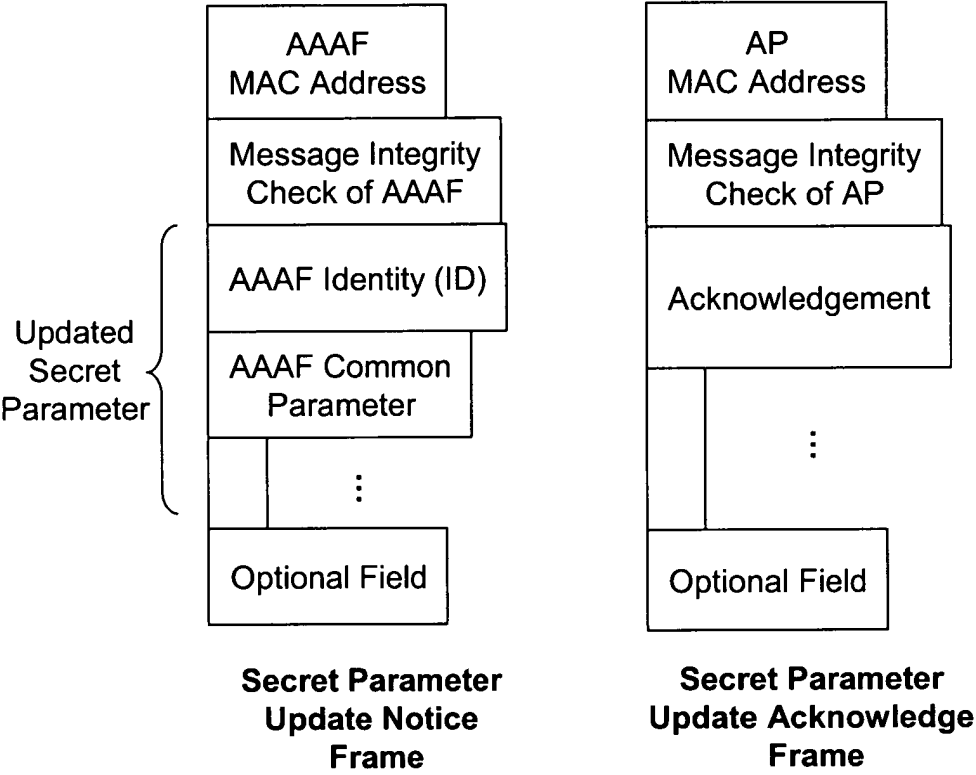 AAAF
MAC Address
Message Integrity
Check of AAAF
AAAF Identity (ID)
AAAF Common
Parameter
⋮
Optional Field
Updated
Secret
Parameter
Secret Parameter
Update Notice
Frame
AP
MAC Address
Message Integrity
Check of AP
Acknowledgement
⋮
Optional Field
Secret Parameter
Update Acknowledge
Frame